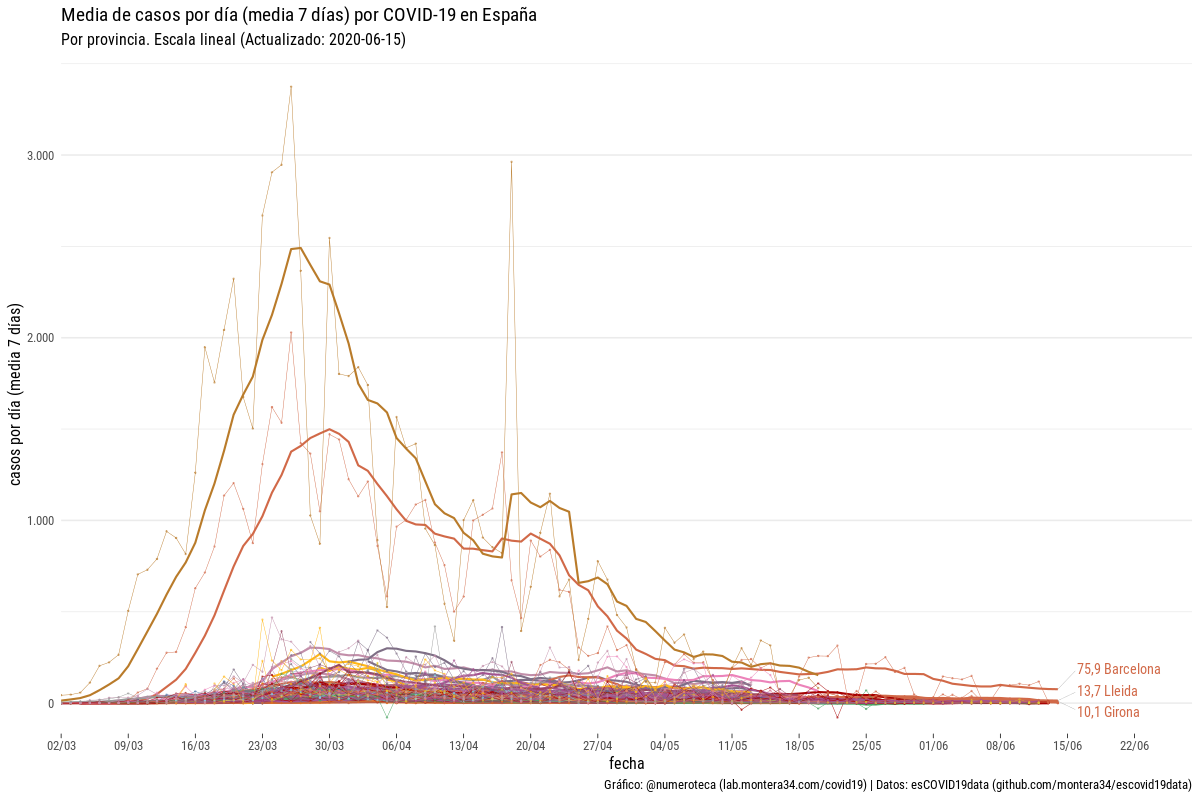 Media de casos por día (media 7 días) por COVID-19 en España
Por provincia. Escala lineal (Actualizado: 2020-06-15)
casos por día (media 7 días)
3.000
2.000
1.000
0
75,9 Barcelona
13,7 Lleida
10,1 Girona
02/03 09/03 16/03 23/03 30/03 06/04 13/04 20/04 27/04 04/05 11/05 18/05 25/05 01/06 08/06 15/06 22/06
fecha
Gráfico: @numeroteca (lab.montera34.com/covid19) | Datos: esCOVID19data (github.com/montera34/escovid19data)